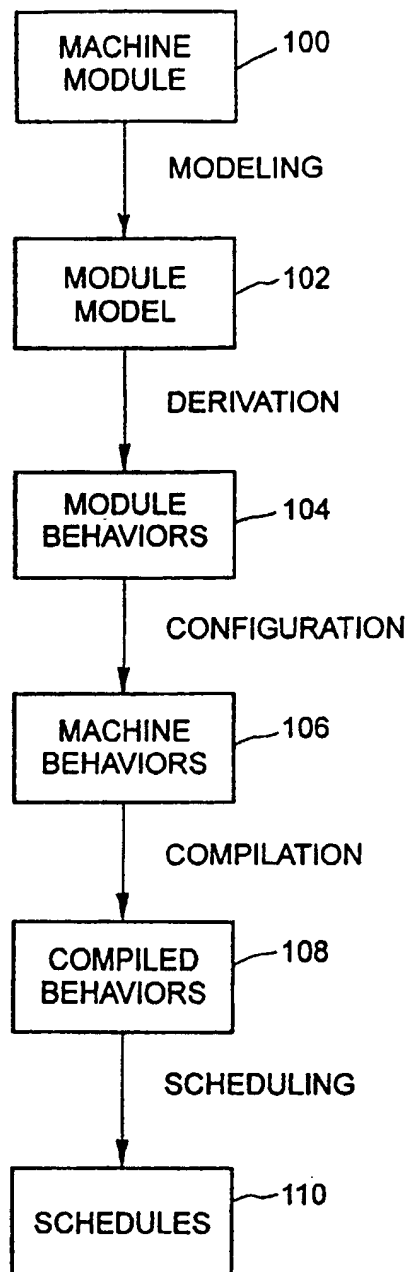 MACHINE
MODULE
100
MODELING
MODULE
MODEL
102
DERIVATION
MODULE
BEHAVIORS
104
CONFIGURATION
MACHINE
BEHAVIORS
106
COMPILATION
COMPILED
BEHAVIORS
108
SCHEDULING
SCHEDULES
110